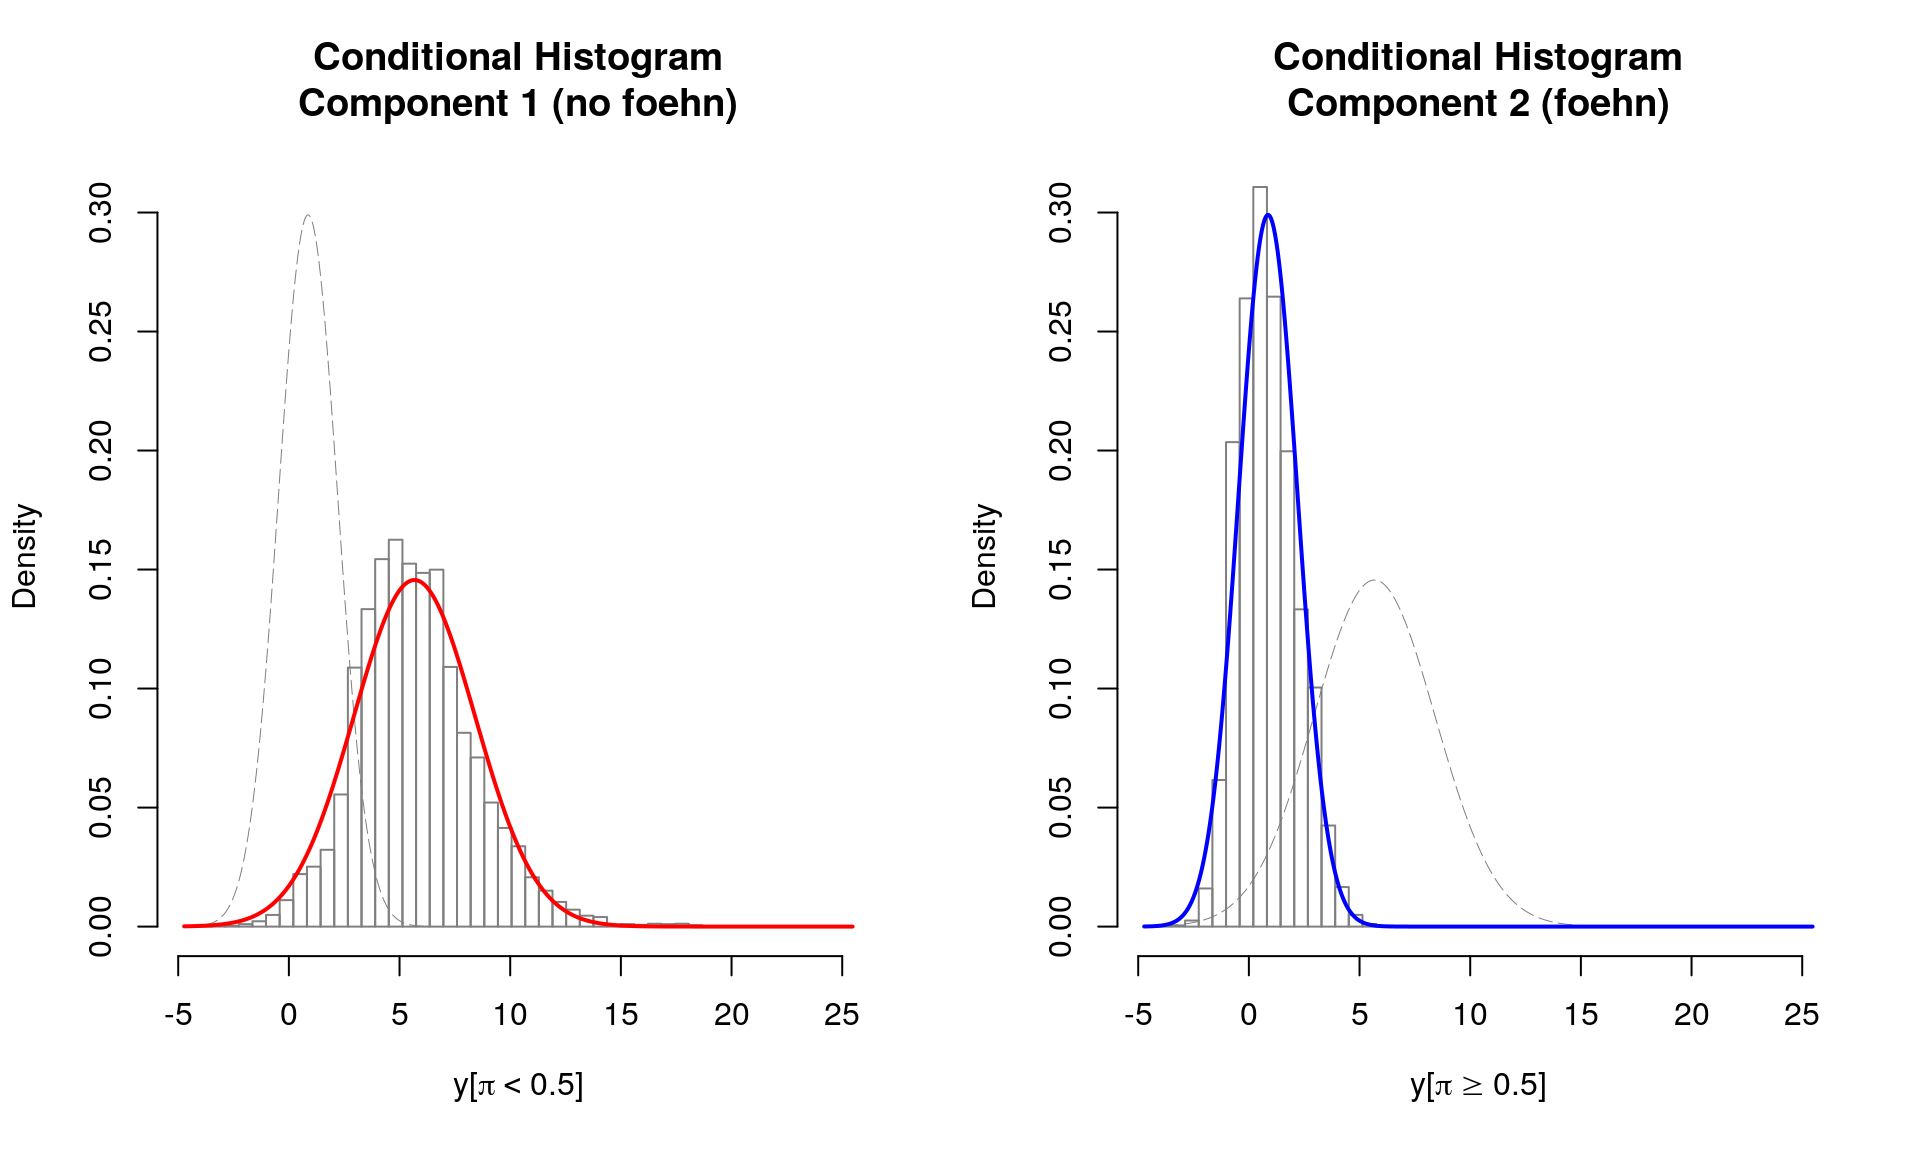 Conditional Histogram
Component 1 (no foehn)
Density
0.30
0.25
0.20
0.15
0.10
0.05
0.00
-5 0 5 10 15 20 25
y[π < 0.5]
Conditional Histogram
Component 2 (foehn)
Density
0.30
0.25
0.20
0.15
0.10
0.05
0.00
-5 0 5 10 15 20 25
y[π ≥ 0.5]